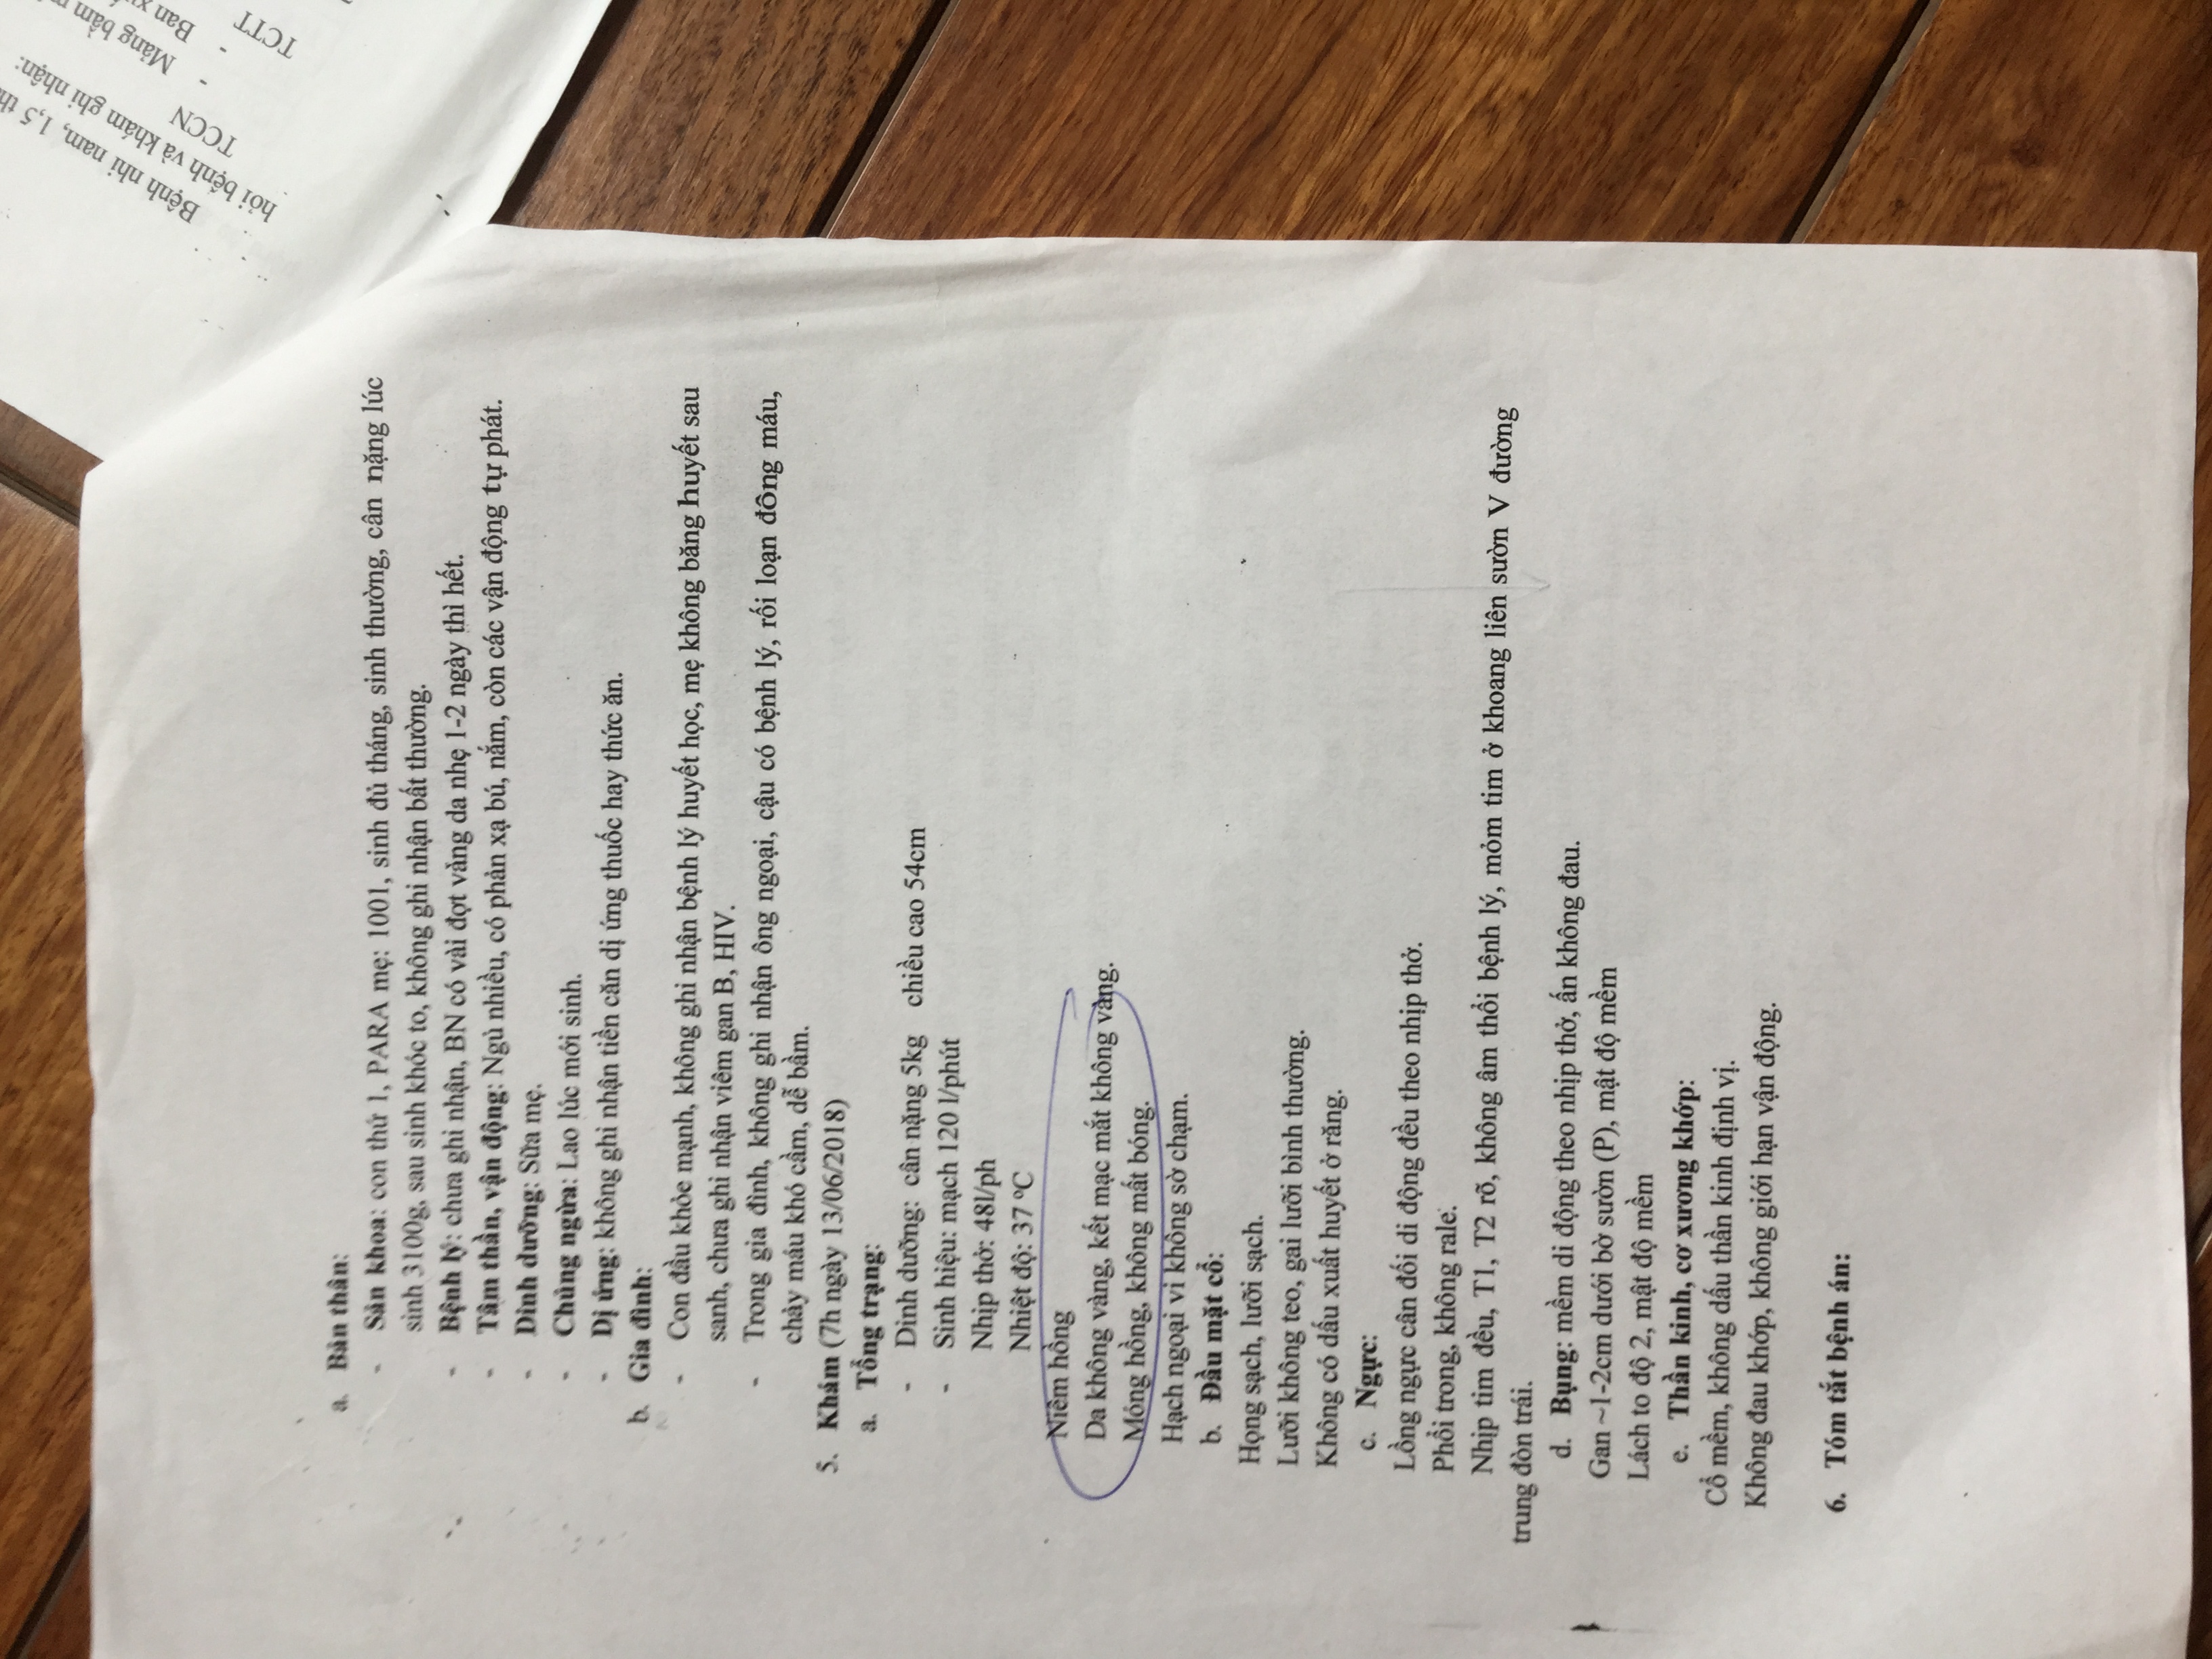 a. Bản thân:
- Sản khoa: con thứ 1, PARA mẹ: 1001, sinh đủ tháng, sinh thường, cân nặng lúc
sinh 3100g, sau sinh khóc to, không ghi nhận bất thường.
- Bệnh lý: chưa ghi nhận, BN có vài đợt vàng da nhẹ 1-2 ngày thì hết.
- Tâm thần, vận động: Ngủ nhiều, có phản xạ bú, nắm, còn các vận động tự phát.
- Dinh dưỡng: Sữa mẹ.
- Chủng ngừa: Lao lúc mới sinh.
- Dị ứng: không ghi nhận tiền căn dị ứng thuốc hay thức ăn.
b. Gia đình:
- Con đầu khỏe mạnh, không ghi nhận bệnh lý huyết học, mẹ không băng huyết sau
sanh, chưa ghi nhận viêm gan B, HIV.
- Trong gia đình, không ghi nhận ông ngoại, cậu có bệnh lý, rối loạn đông máu,
chảy máu khó cầm, dễ bầm.
5. Khám (7h ngày 13/06/2018)
a. Tổng trạng:
- Dinh dưỡng: cân nặng 5kg chiều cao 54cm
- Sinh hiệu: mạch 120 l/phút
Nhịp thở: 48l/ph
Nhiệt độ: 37 ºC
Niêm hồng
Da không vàng, kết mạc mắt không vàng.
Móng hồng, không mất bóng.
Hạch ngoại vi không sờ chạm.
b. Đầu mặt cổ:
Họng sạch, lưỡi sạch.
Lưỡi không teo, gai lưỡi bình thường.
Không có dấu xuất huyết ở răng.
c. Ngực:
Lồng ngực cân đối di động đều theo nhịp thở.
Phổi trong, không rale.
Nhịp tim đều, T1, T2 rõ, không âm thổi bệnh lý, mỏm tim ở khoang liên sườn V đường
trung đòn trái.
d. Bụng: mềm di động theo nhịp thở, ấn không đau.
Gan ~1-2cm dưới bờ sườn (P), mật độ mềm
Lách to độ 2, mật độ mềm
e. Thần kinh, cơ xương khớp:
Cổ mềm, không dấu thần kinh định vị.
Không đau khớp, không giới hạn vận động.
6. Tóm tắt bệnh án:
Bệnh nhi nam, 1,5
hỏi bệnh và khám ghi nhận:
TCCN
- Mảng bầm
- Ban
TCTT